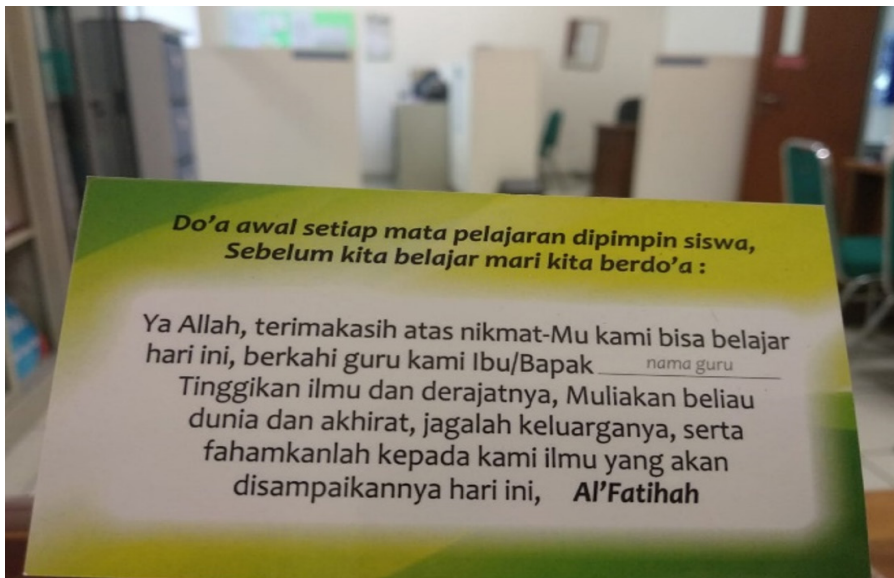 Do'a awal setiap mata pelajaran dipimpin siswa,
Sebelum kita belajar mari kita berdo'a :
Ya Allah, terimakasih atas nikmat-Mu kami bisa belajar
hari ini, berkahi guru kami Ibu/Bapak ____nama guru____
Tinggikan ilmu dan derajatnya, Muliakan beliau
dunia dan akhirat, jagalah keluarganya, serta
fahamkanlah kepada kami ilmu yang akan
disampaikannya hari ini, Al'Fatihah